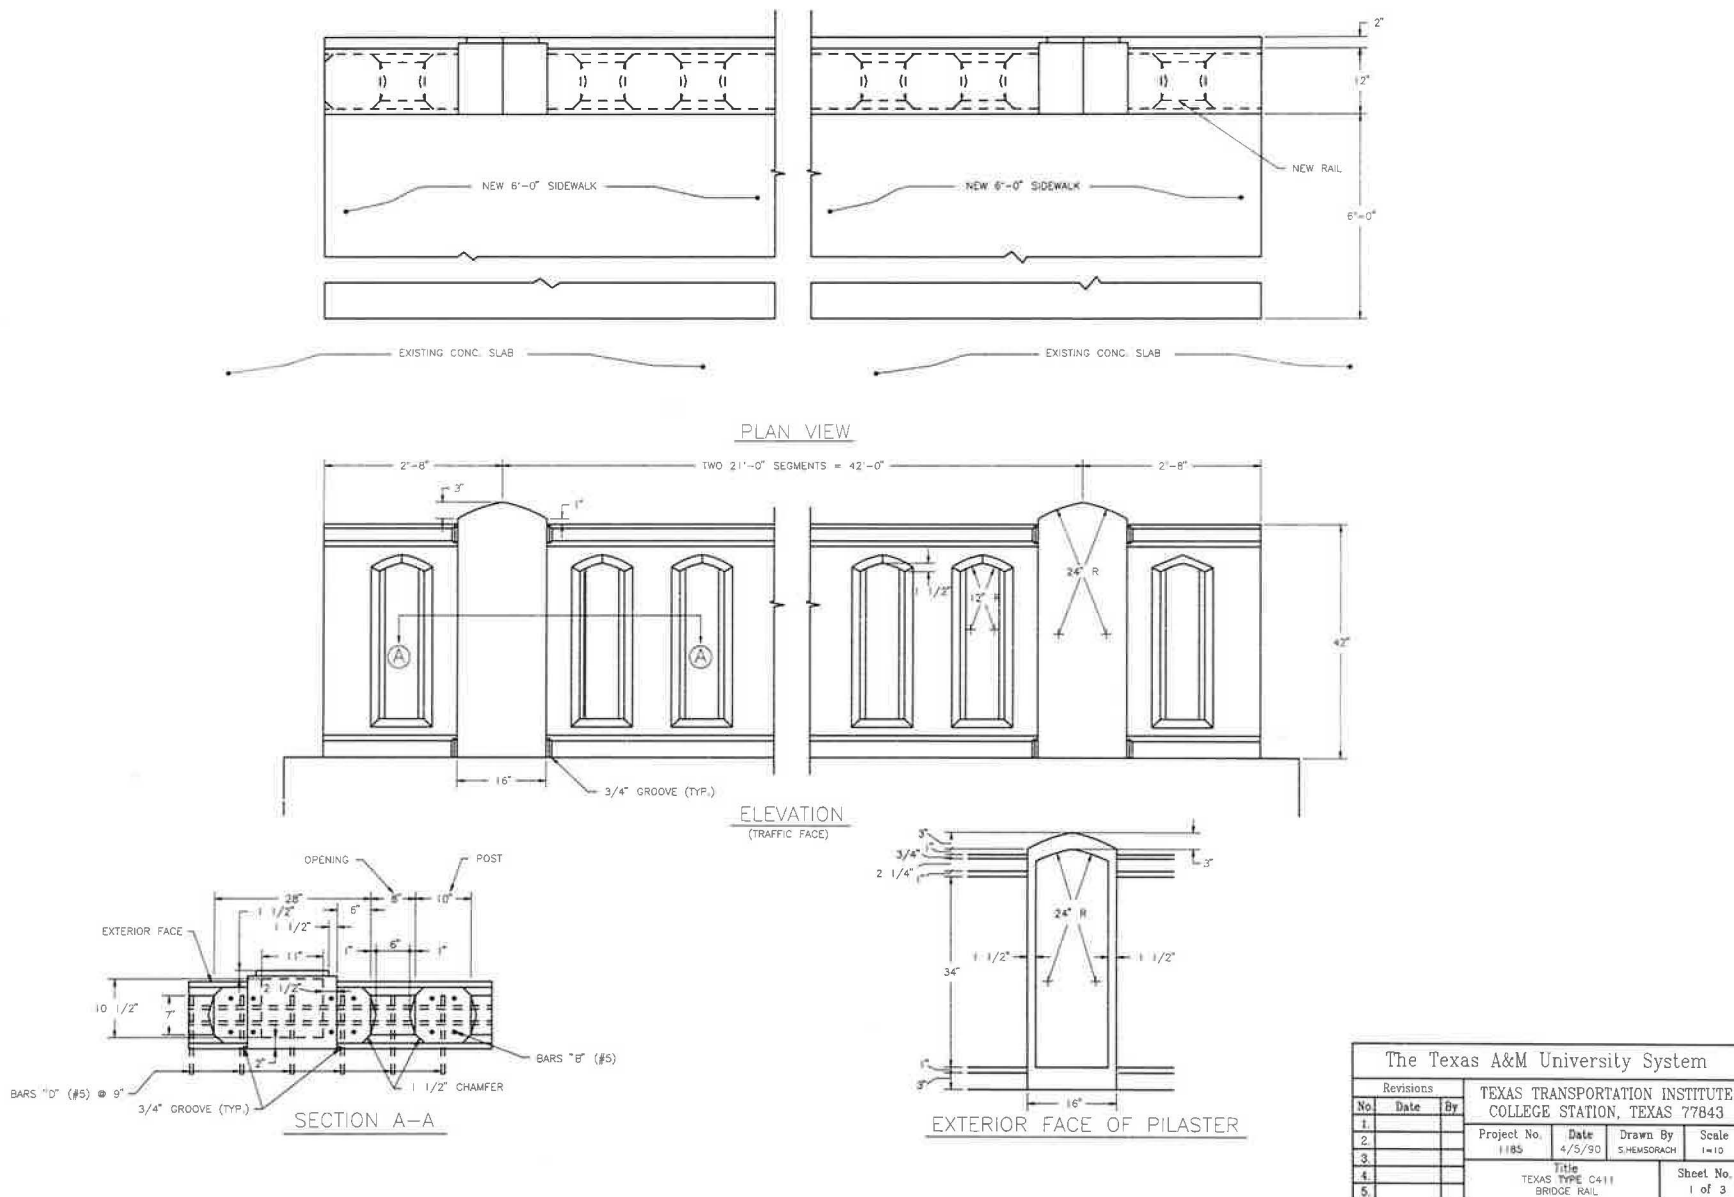 2"
12"
NEW RAIL
NEW 6'-0" SIDEWALK
NEW 6'-0" SIDEWALK
6'-0"
EXISTING CONC. SLAB
EXISTING CONC. SLAB
PLAN VIEW
2'-8"
TWO 21'-0" SEGMENTS = 42'-0"
2'-8"
3"
1"
24" R
1 1/2"
12" R
42"
A
A
16"
3/4" GROOVE (TYP.)
ELEVATION
(TRAFFIC FACE)
OPENING
POST
28"
8"
10"
1 1/2"
6"
1 1/2"
EXTERIOR FACE
1"
6"
1"
11"
2 1/2"
10 1/2"
7"
2"
BARS "B" (#5)
BARS "D" (#5) @ 9"
1 1/2" CHAMFER
3/4" GROOVE (TYP.)
SECTION A-A
3"
1"
3/4"
2 1/4"
1"
3"
24" R
1 1/2"
1 1/2"
34"
1"
3"
16"
EXTERIOR FACE OF PILASTER
The Texas A&M University System
Revisions
No. Date By
1.
2.
3.
4.
5.
TEXAS TRANSPORTATION INSTITUTE
COLLEGE STATION, TEXAS 77843
Project No. Date Drawn By Scale
1185 4/5/90 S.HEMSORACH 1=10
Title
TEXAS TYPE C411
BRIDGE RAIL
Sheet No.
1 of 3